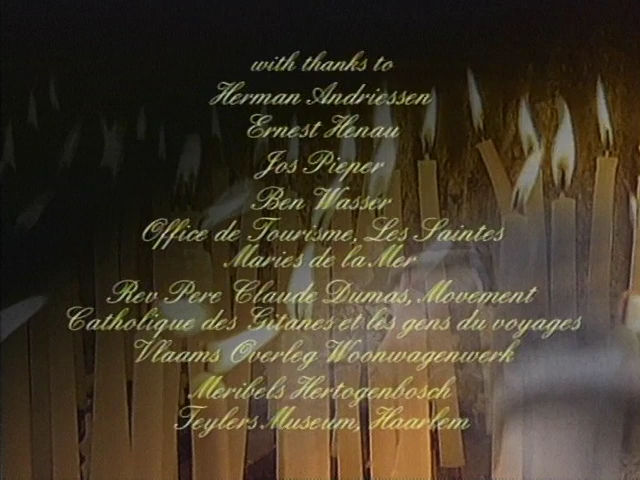 with thanks to
Herman Andriessen
Ernest Henau
Jos Pieper
Ben Wasser
Office de Tourisme, Les Saintes
Maries de la Mer
Rev Pere Claude Dumas, Movement
Catholique des Gitanes et les gens du voyages
Vlaams Overleg Woonwagenwerk
Meribels Hertogenbosch
Teylers Museum, Haarlem